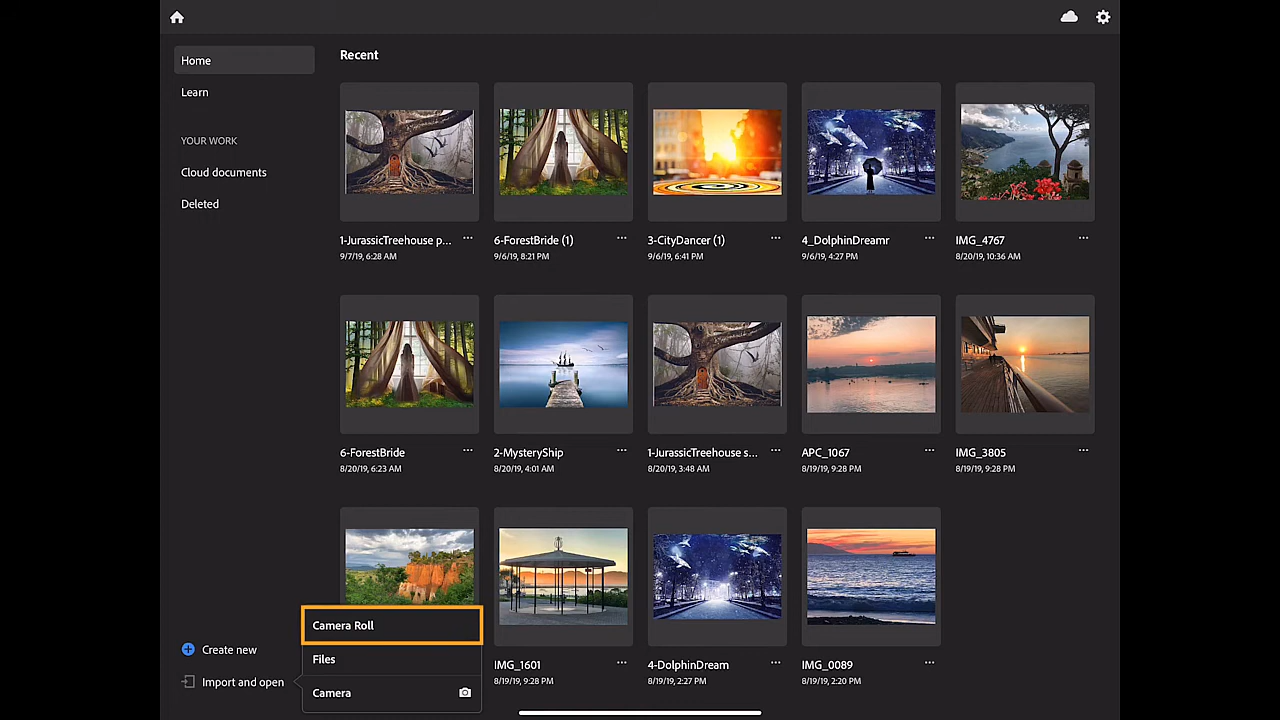 Home
Learn
YOUR WORK
Cloud documents
Deleted
Recent
1-JurassicTreehouse p...
9/7/19, 6:28 AM
6-ForestBride (1)
9/6/19, 8:21 PM
3-CityDancer (1)
9/6/19, 6:41 PM
4_DolphinDreamr
9/6/19, 4:27 PM
IMG_4767
8/20/19, 10:36 AM
6-ForestBride
8/20/19, 6:23 AM
2-MysteryShip
8/20/19, 4:01 AM
1-JurassicTreehouse s...
8/20/19, 3:48 AM
APC_1067
8/19/19, 9:28 PM
IMG_3805
8/19/19, 9:28 PM
IMG_1601
8/19/19, 9:28 PM
4-DolphinDream
8/19/19, 2:27 PM
IMG_0089
8/19/19, 2:20 PM
Create new
Import and open
Camera Roll
Files
Camera